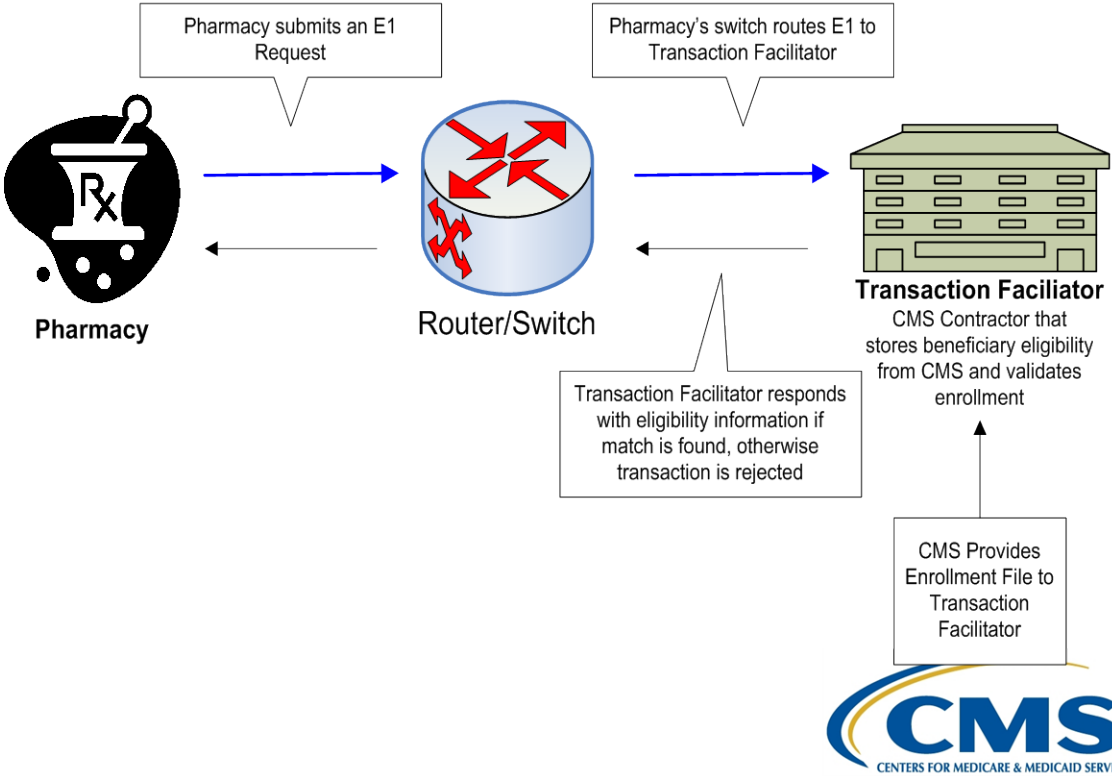 Pharmacy submits an E1
Request
Pharmacy's switch routes E1 to
Transaction Facilitator
Rx
Pharmacy
Router/Switch
Transaction Faciliator
CMS Contractor that
stores beneficiary eligibility
from CMS and validates
enrollment
Transaction Facilitator responds
with eligibility information if
match is found, otherwise
transaction is rejected
CMS Provides
Enrollment File to
Transaction
Facilitator
CMS
CENTERS FOR MEDICARE & MEDICAID SERV